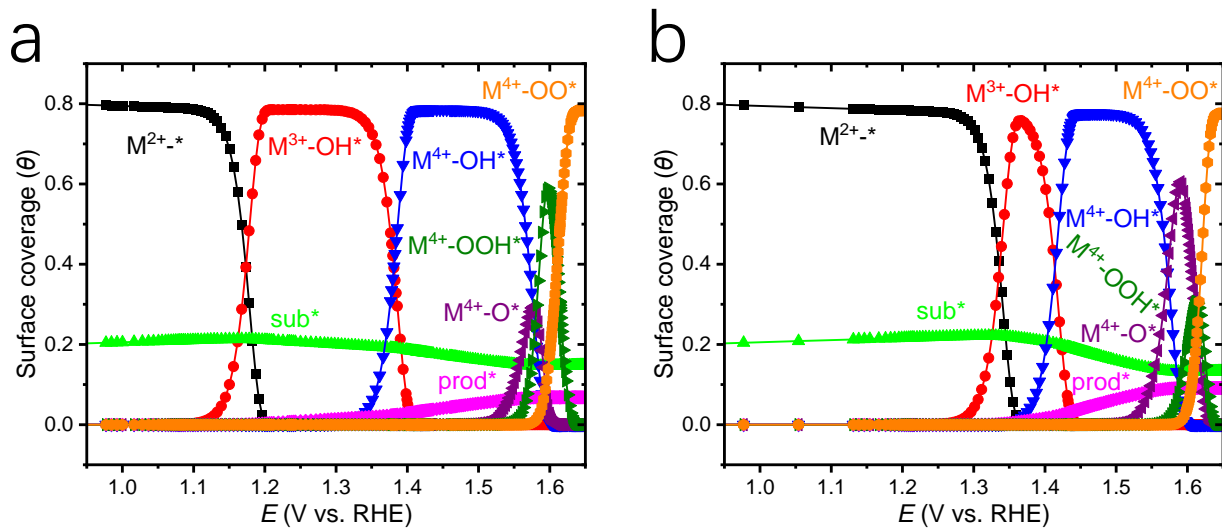 a
Surface coverage (θ)
0.8
0.6
0.4
0.2
0.0
M²⁺-*
M³⁺-OH*
M⁴⁺-OH*
M⁴⁺-OO*
M⁴⁺-OOH*
M⁴⁺-O*
sub*
prod*
1.0 1.1 1.2 1.3 1.4 1.5 1.6
E (V vs. RHE)
b
Surface coverage (θ)
0.8
0.6
0.4
0.2
0.0
M³⁺-OH*
M⁴⁺-OO*
M²⁺-*
M⁴⁺-OH*
M⁴⁺-OOH*
M⁴⁺-O*
sub*
prod*
1.0 1.1 1.2 1.3 1.4 1.5 1.6
E (V vs. RHE)